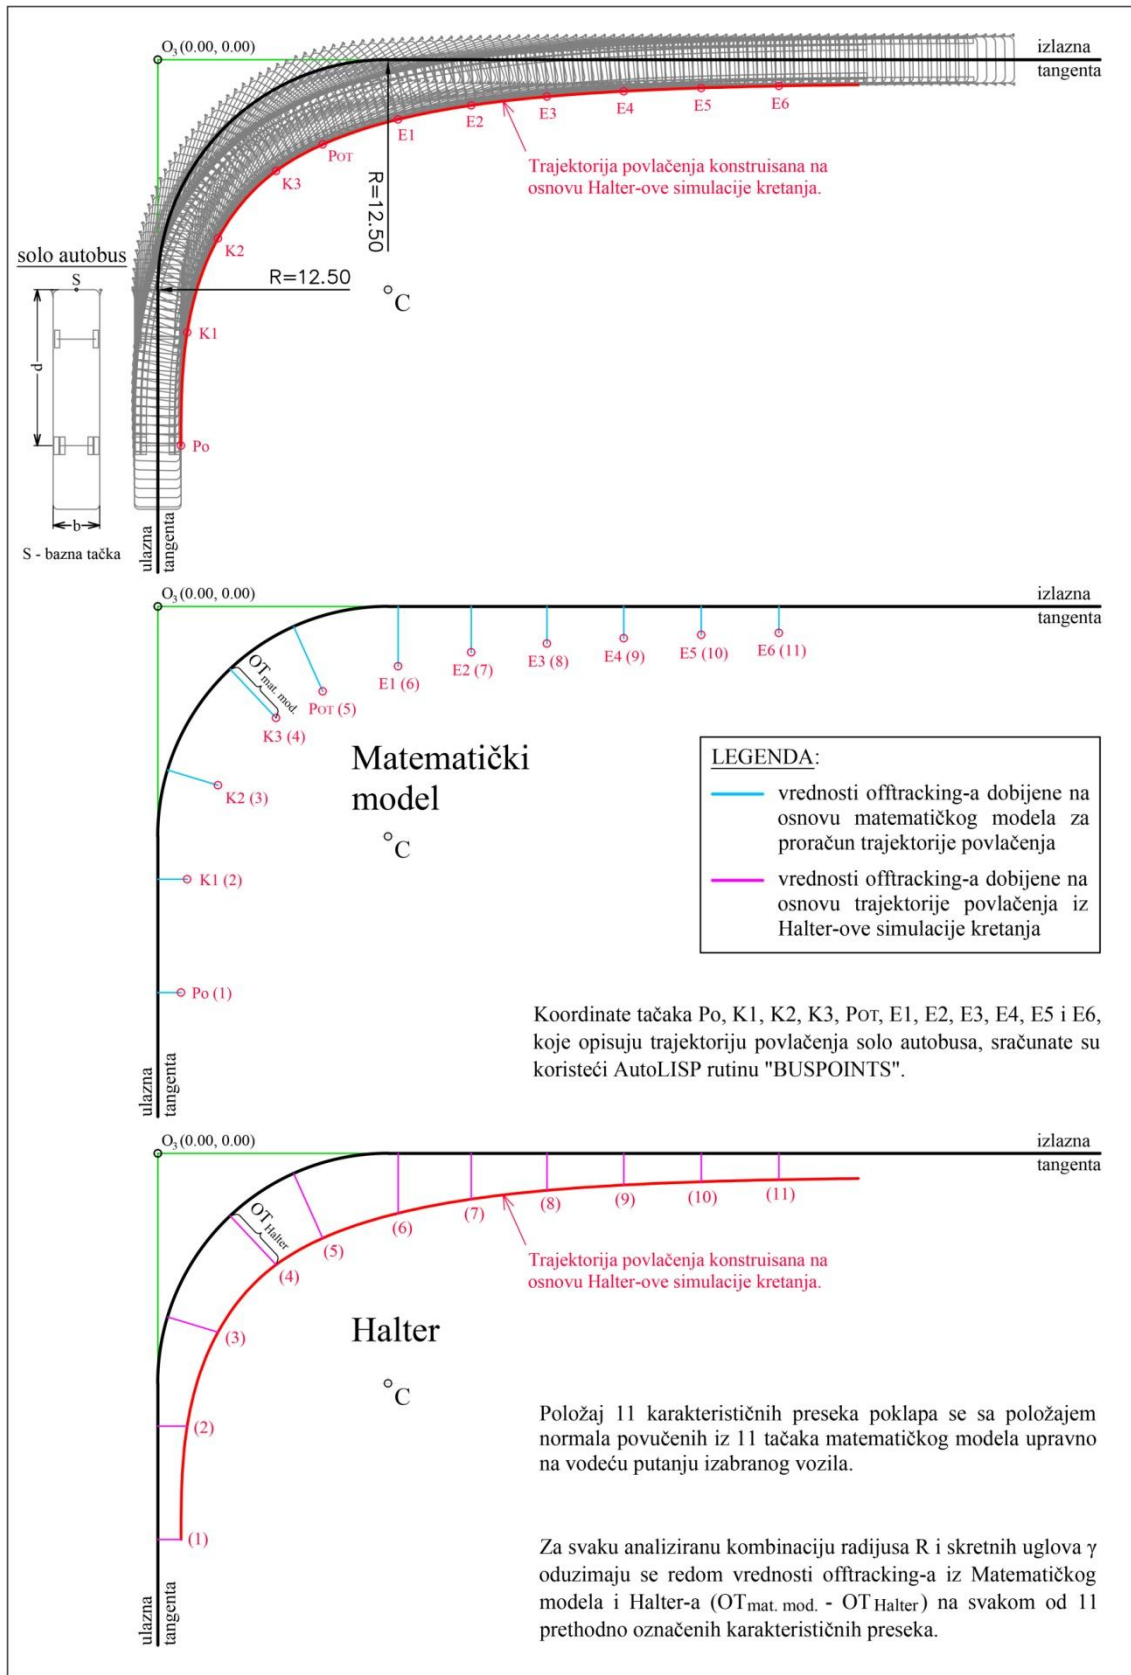 O3 (0.00, 0.00)
izlazna
tangenta
E1
E2
E3
E4
E5
E6
POT
K3
K2
K1
Po
Trajektorija povlačenja konstruisana na
osnovu Halter-ove simulacije kretanja.
R=12.50
R=12.50
C
solo autobus
S
d
b
S - bazna tačka
ulazna
tangenta
O3 (0.00, 0.00)
izlazna
tangenta
E1 (6)
E2 (7)
E3 (8)
E4 (9)
E5 (10)
E6 (11)
OTmat. mod.
POT (5)
K3 (4)
K2 (3)
K1 (2)
Po (1)
Matematički
model
C
LEGENDA:
vrednosti offtracking-a dobijene na
osnovu matematičkog modela za
proračun trajektorije povlačenja
vrednosti offtracking-a dobijene na
osnovu trajektorije povlačenja iz
Halter-ove simulacije kretanja
Koordinate tačaka Po, K1, K2, K3, POT, E1, E2, E3, E4, E5 i E6,
koje opisuju trajektoriju povlačenja solo autobusa, sračunate su
koristeći AutoLISP rutinu "BUSPOINTS".
ulazna
tangenta
O3 (0.00, 0.00)
izlazna
tangenta
OTHalter
(6)
(7)
(8)
(9)
(10)
(11)
(5)
(4)
(3)
(2)
(1)
Trajektorija povlačenja konstruisana na
osnovu Halter-ove simulacije kretanja.
Halter
C
Položaj 11 karakterističnih preseka poklapa se sa položajem
normala povučenih iz 11 tačaka matematičkog modela upravno
na vodeću putanju izabranog vozila.
Za svaku analiziranu kombinaciju radijusa R i skretnih uglova γ
oduzimaju se redom vrednosti offtracking-a iz Matematičkog
modela i Halter-a (OTmat. mod. - OTHalter) na svakom od 11
prethodno označenih karakterističnih preseka.
ulazna
tangenta